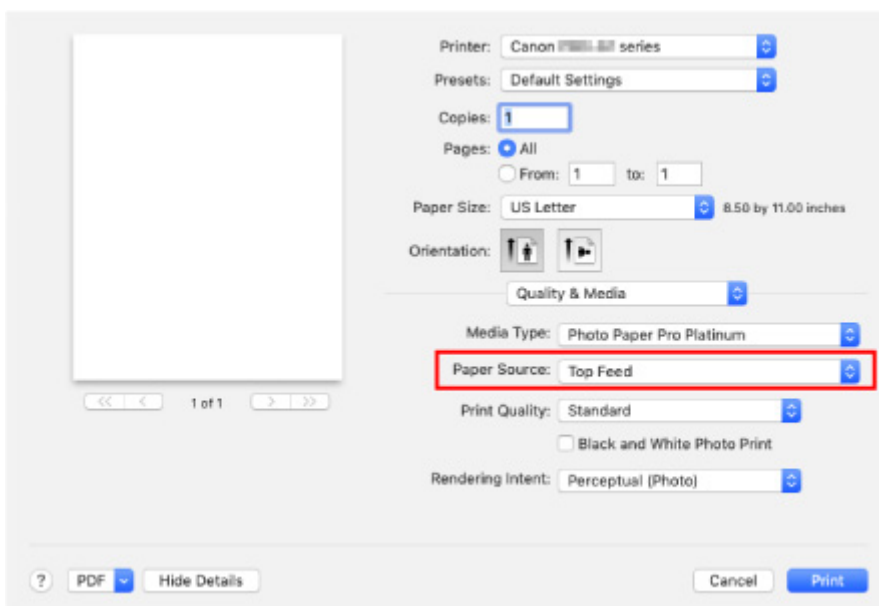 Printer: Canon series
Presets: Default Settings
Copies: 1
Pages: All
From: 1 to: 1
Paper Size: US Letter 8.50 by 11.00 inches
Orientation:
Quality & Media
Media Type: Photo Paper Pro Platinum
Paper Source: Top Feed
<< < 1 of 1 > >>
Print Quality: Standard
Black and White Photo Print
Rendering Intent: Perceptual (Photo)
? PDF Hide Details Cancel Print